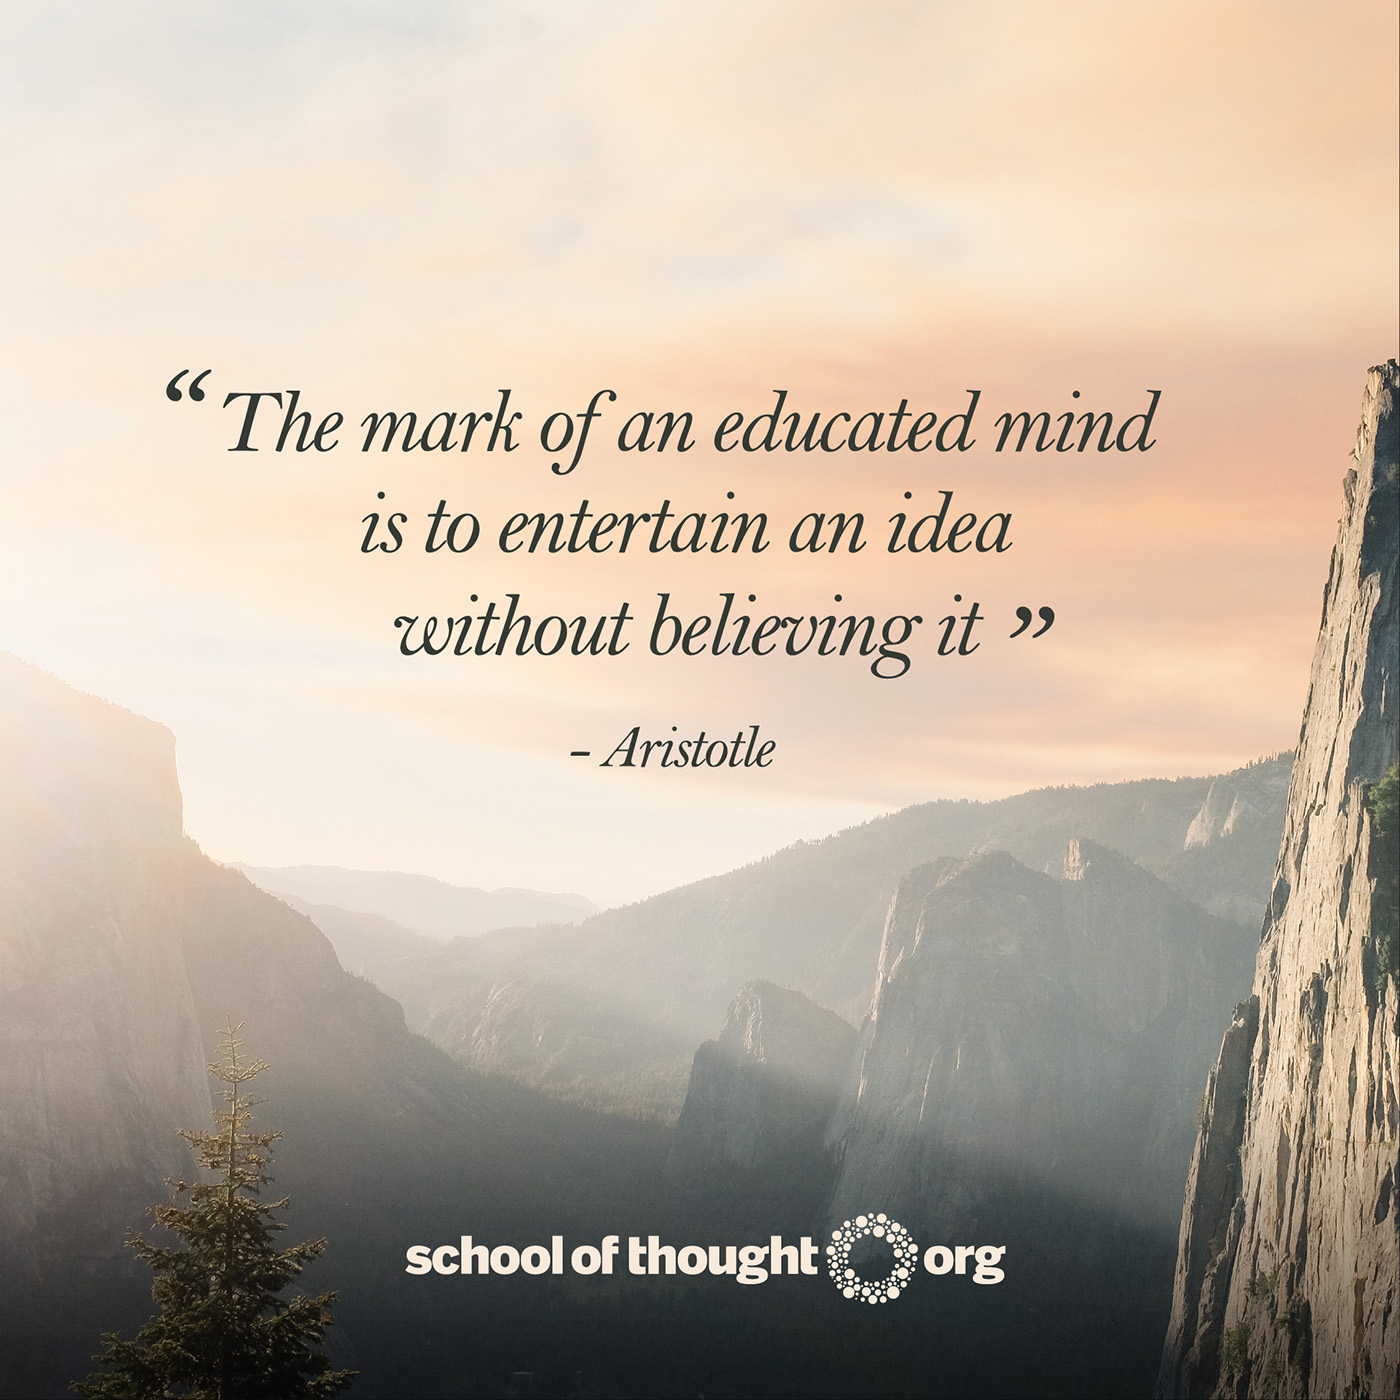 “The mark of an educated mind
is to entertain an idea
without believing it”
– Aristotle
school of thought org